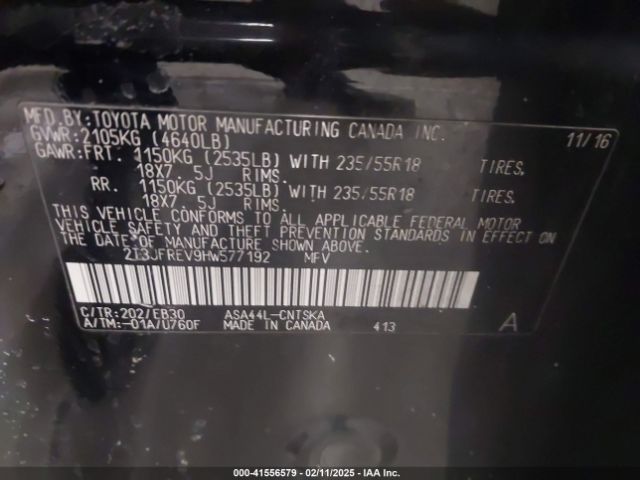 MFD.BY:TOYOTA MOTOR MANUFACTURING CANADA INC.
GVWR:2105KG (4640LB) 11/16
GAWR:FRT. 1150KG (2535LB) WITH 235/55R18 TIRES.
18X7. 5J RIMS.
RR. 1150KG (2535LB) WITH 235/55R18 TIRES.
18X7. 5J RIMS.
THIS VEHICLE CONFORMS TO ALL APPLICABLE FEDERAL MOTOR
VEHICLE SAFETY AND THEFT PREVENTION STANDARDS IN EFFECT ON
THE DATE OF MANUFACTURE SHOWN ABOVE.
2T3JFREV9HW577192 MPV
C/TR:202/EB30 ASA44L-CNTSKA
A/TM:-01A/U760F MADE IN CANADA 413 A
000-41556579 — 02/11/2025 — IAA Inc.